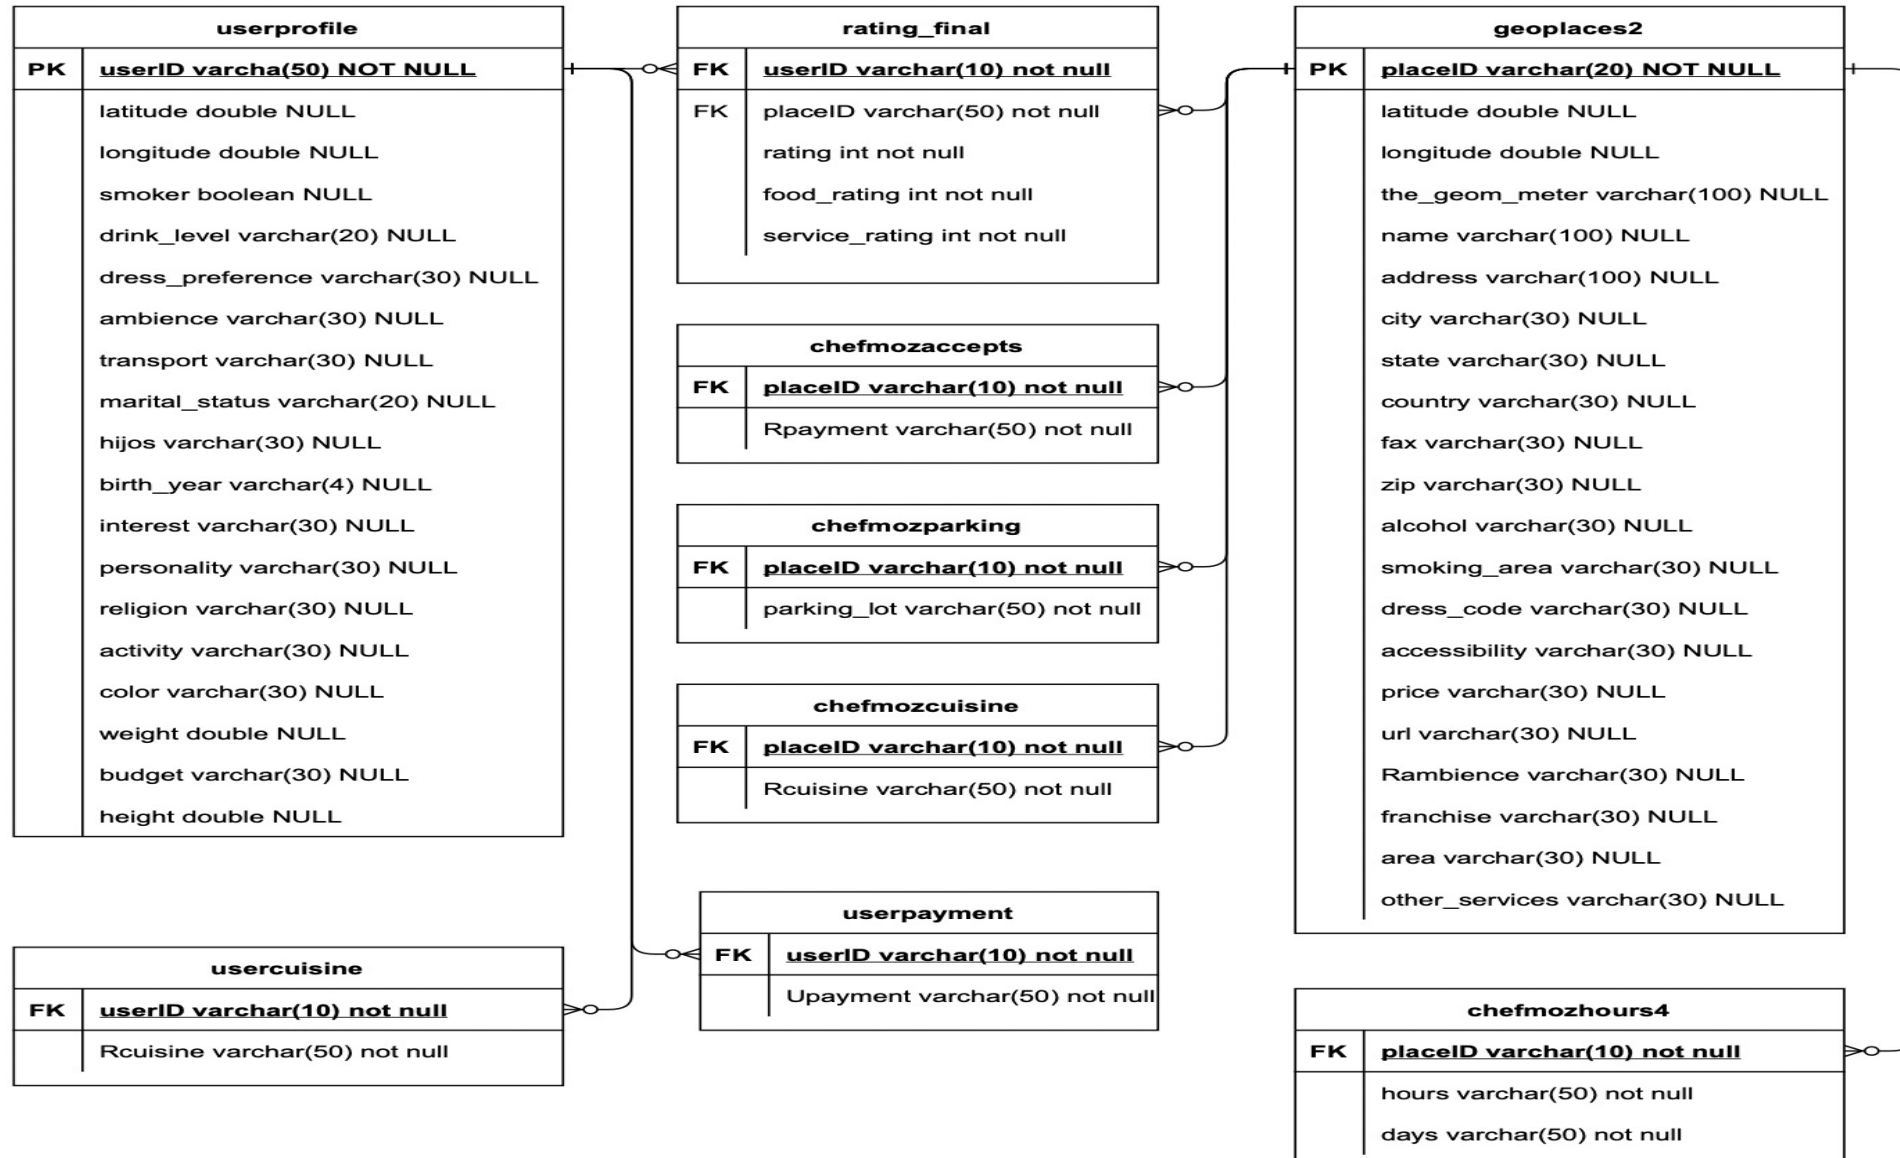 userprofile
PK userID varcha(50) NOT NULL
latitude double NULL
longitude double NULL
smoker boolean NULL
drink_level varchar(20) NULL
dress_preference varchar(30) NULL
ambience varchar(30) NULL
transport varchar(30) NULL
marital_status varchar(20) NULL
hijos varchar(30) NULL
birth_year varchar(4) NULL
interest varchar(30) NULL
personality varchar(30) NULL
religion varchar(30) NULL
activity varchar(30) NULL
color varchar(30) NULL
weight double NULL
budget varchar(30) NULL
height double NULL
usercuisine
FK userID varchar(10) not null
Rcuisine varchar(50) not null
rating_final
FK userID varchar(10) not null
FK placeID varchar(50) not null
rating int not null
food_rating int not null
service_rating int not null
chefmozaccepts
FK placeID varchar(10) not null
Rpayment varchar(50) not null
chefmozparking
FK placeID varchar(10) not null
parking_lot varchar(50) not null
chefmozcuisine
FK placeID varchar(10) not null
Rcuisine varchar(50) not null
userpayment
FK userID varchar(10) not null
Upayment varchar(50) not null
geoplaces2
PK placeID varchar(20) NOT NULL
latitude double NULL
longitude double NULL
the_geom_meter varchar(100) NULL
name varchar(100) NULL
address varchar(100) NULL
city varchar(30) NULL
state varchar(30) NULL
country varchar(30) NULL
fax varchar(30) NULL
zip varchar(30) NULL
alcohol varchar(30) NULL
smoking_area varchar(30) NULL
dress_code varchar(30) NULL
accessibility varchar(30) NULL
price varchar(30) NULL
url varchar(30) NULL
Rambience varchar(30) NULL
franchise varchar(30) NULL
area varchar(30) NULL
other_services varchar(30) NULL
chefmozhours4
FK placeID varchar(10) not null
hours varchar(50) not null
days varchar(50) not null